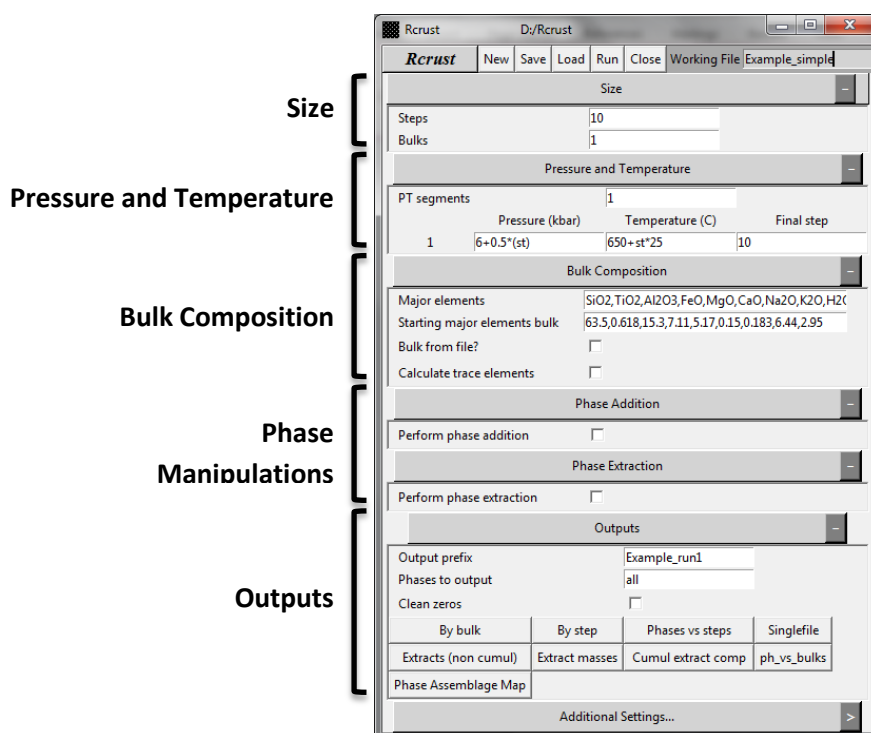 Rcrust D:/Rcrust
Rcrust New Save Load Run Close Working File Example_simple
Size
Size
Steps 10
Bulks 1
Pressure and Temperature
Pressure and Temperature
PT segments 1
Pressure (kbar) Temperature (C) Final step
1 6+0.5*(st) 650+st*25 10
Bulk Composition
Bulk Composition
Major elements SiO2,TiO2,Al2O3,FeO,MgO,CaO,Na2O,K2O,H2O
Starting major elements bulk 63.5,0.618,15.3,7.11,5.17,0.15,0.183,6.44,2.95
Bulk from file?
Calculate trace elements
Phase
Manipulations
Phase Addition
Perform phase addition
Phase Extraction
Perform phase extraction
Outputs
Outputs
Output prefix Example_run1
Phases to output all
Clean zeros
By bulk By step Phases vs steps Singlefile
Extracts (non cumul) Extract masses Cumul extract comp ph_vs_bulks
Phase Assemblage Map
Additional Settings... >